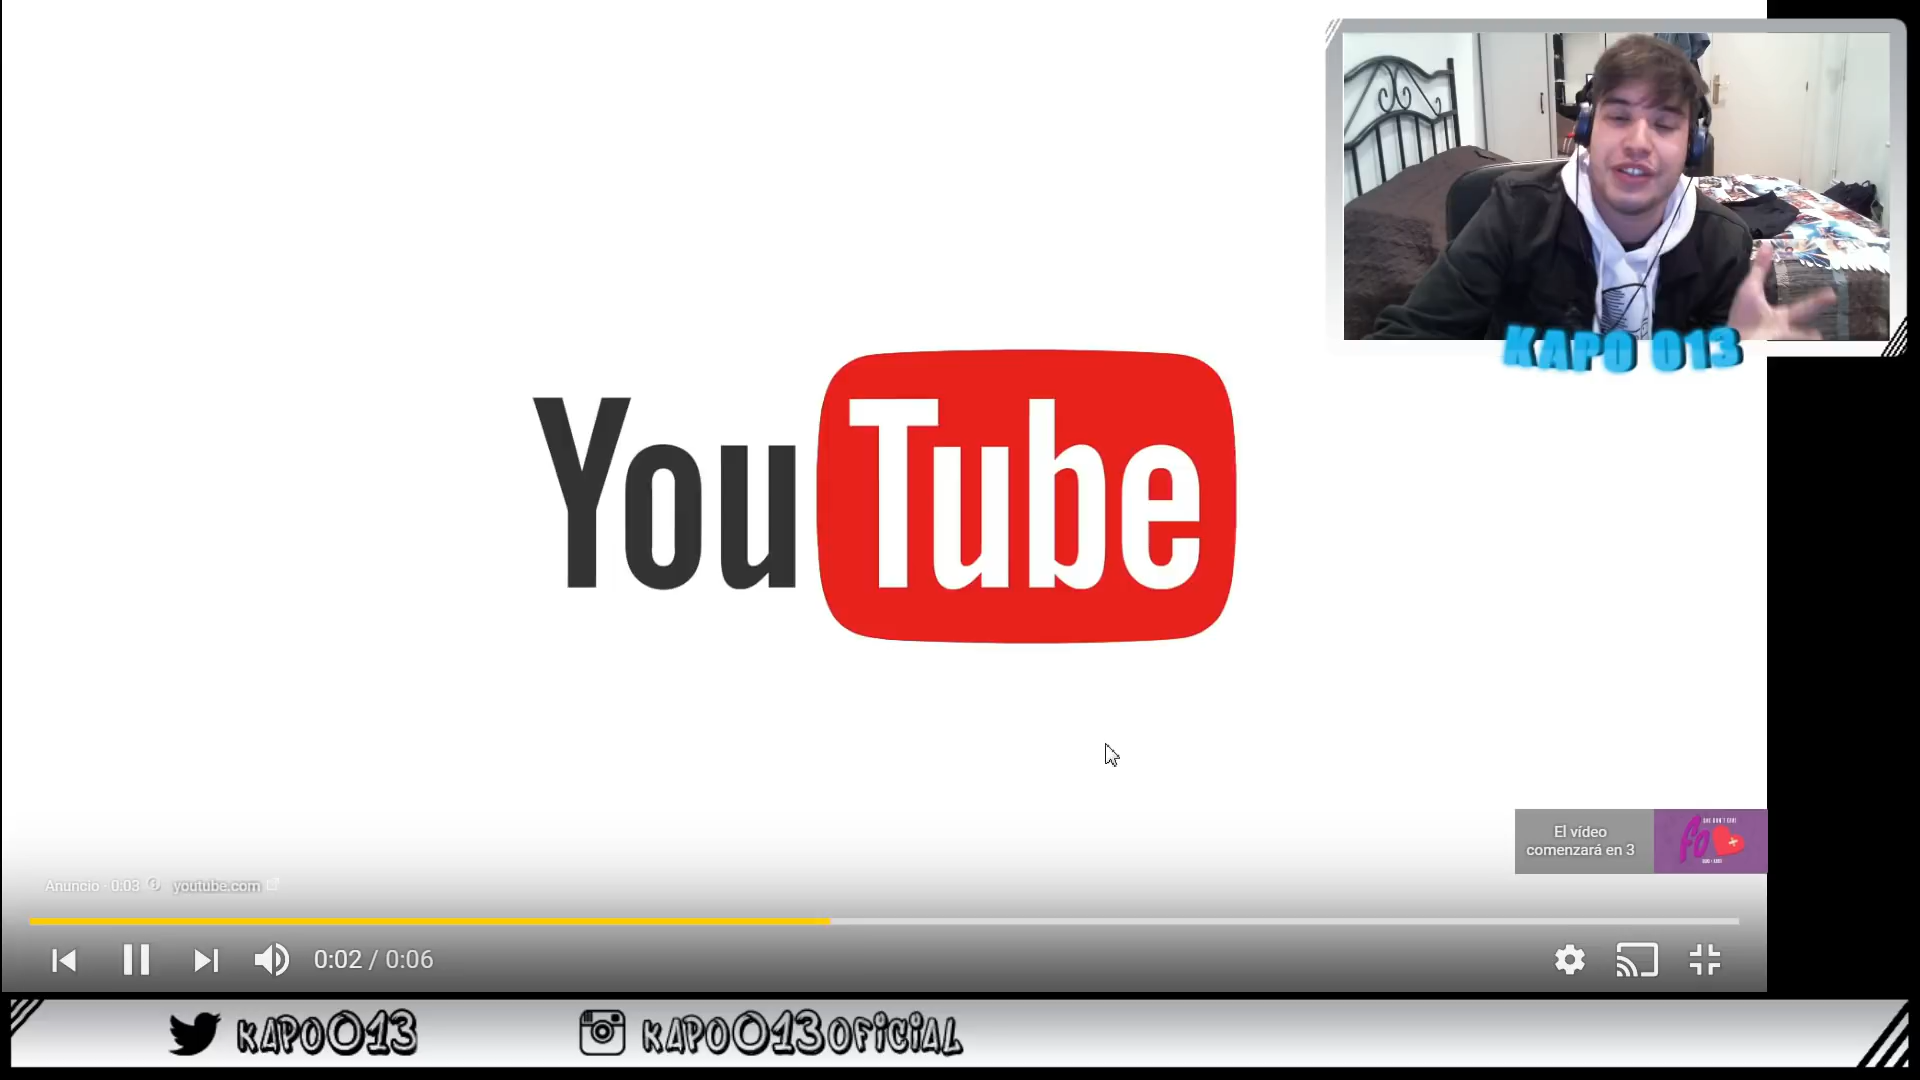 KAPO 013
YouTube
El vídeo
comenzará en 3
Anuncio · 0:03 youtube.com
0:02 / 0:06
KAPO013
KAPO013OFICIAL